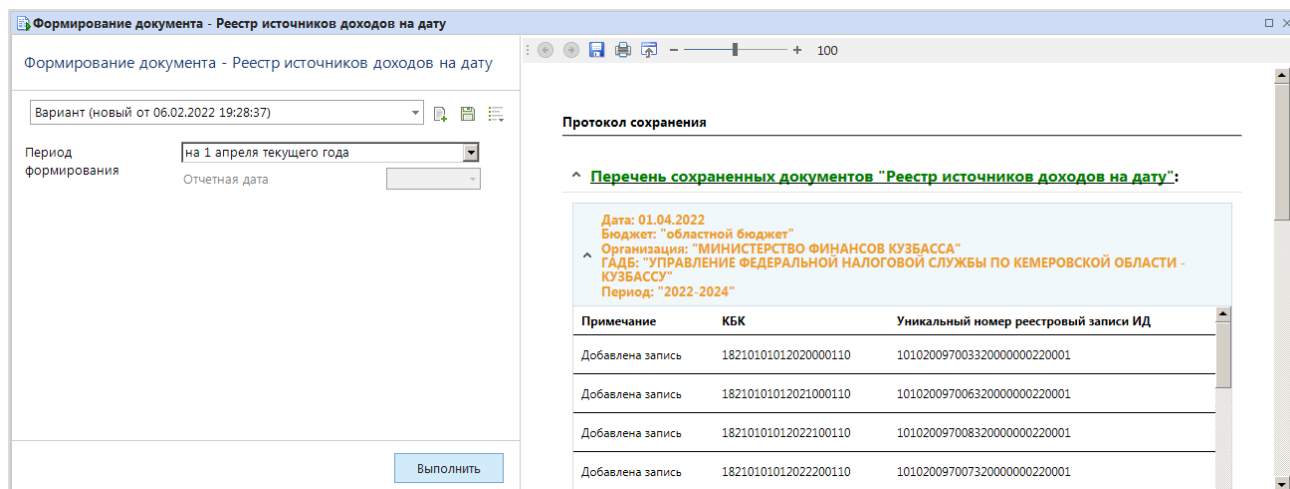 Формирование документа - Реестр источников доходов на дату
Формирование документа - Реестр источников доходов на дату
Вариант (новый от 06.02.2022 19:28:37)
Период формирования
на 1 апреля текущего года
Отчетная дата
Выполнить
100
Протокол сохранения
Перечень сохраненных документов "Реестр источников доходов на дату":
Дата: 01.04.2022
Бюджет: "областной бюджет"
Организация: "МИНИСТЕРСТВО ФИНАНСОВ КУЗБАССА"
ГАДБ: "УПРАВЛЕНИЕ ФЕДЕРАЛЬНОЙ НАЛОГОВОЙ СЛУЖБЫ ПО КЕМЕРОВСКОЙ ОБЛАСТИ -
КУЗБАССУ"
Период: "2022-2024"
Примечание КБК Уникальный номер реестровый записи ИД
Добавлена запись 18210101012020000110 101020097003320000000220001
Добавлена запись 18210101012021000110 101020097006320000000220001
Добавлена запись 18210101012022100110 101020097008320000000220001
Добавлена запись 18210101012022200110 101020097007320000000220001